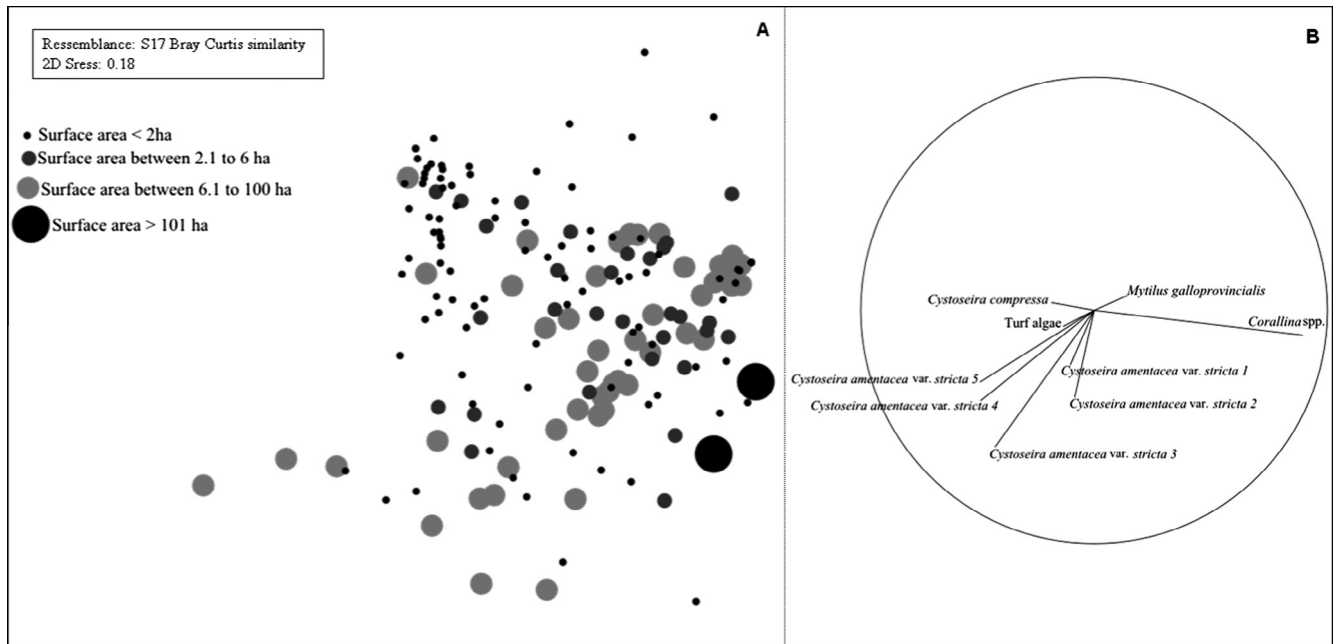 A
Ressemblance: S17 Bray Curtis similarity
2D Sress: 0.18
Surface area < 2ha
Surface area between 2.1 to 6 ha
Surface area between 6.1 to 100 ha
Surface area > 101 ha
B
Cystoseira compressa
Mytilus galloprovincialis
Turf algae
Corallina spp.
Cystoseira amentacea var. stricta 1
Cystoseira amentacea var. stricta 5
Cystoseira amentacea var. stricta 4
Cystoseira amentacea var. stricta 2
Cystoseira amentacea var. stricta 3